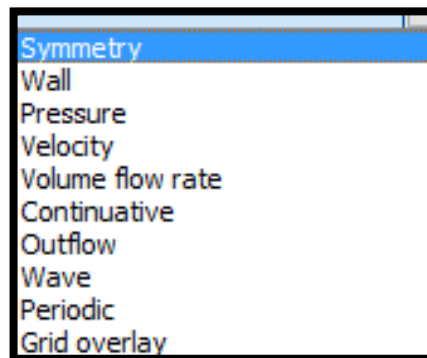 Symmetry
Wall
Pressure
Velocity
Volume flow rate
Continuative
Outflow
Wave
Periodic
Grid overlay